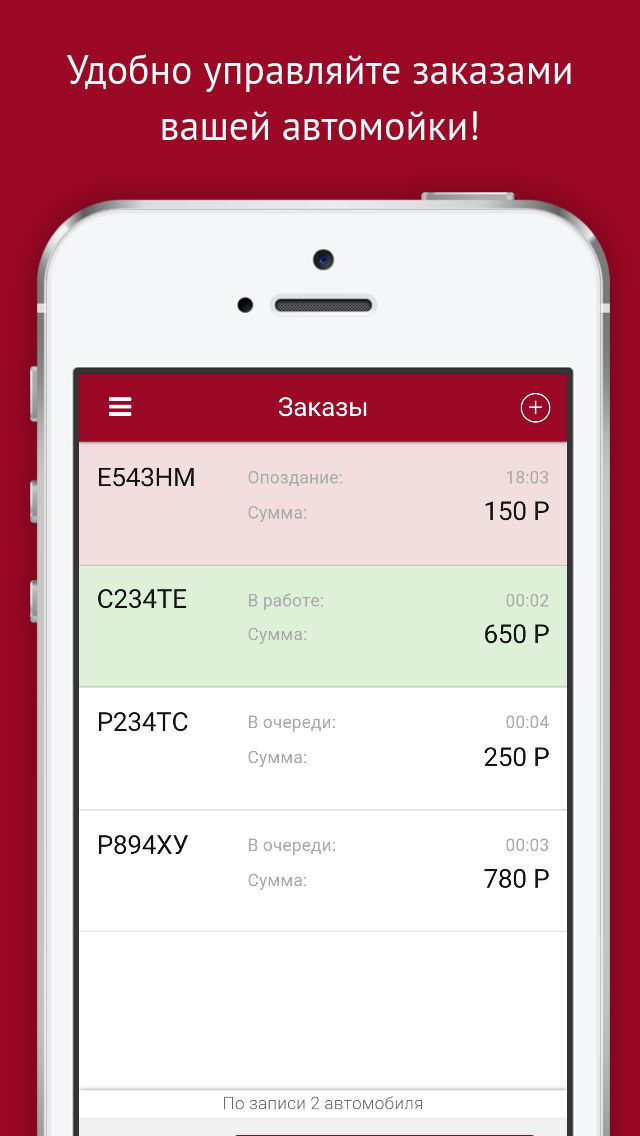 Удобно управляйте заказами
вашей автомойки!
Заказы
Е543НМ Опоздание: 18:03
Сумма: 150 Р
С234ТЕ В работе: 00:02
Сумма: 650 Р
Р234ТС В очереди: 00:04
Сумма: 250 Р
Р894ХУ В очереди: 00:03
Сумма: 780 Р
По записи 2 автомобиля